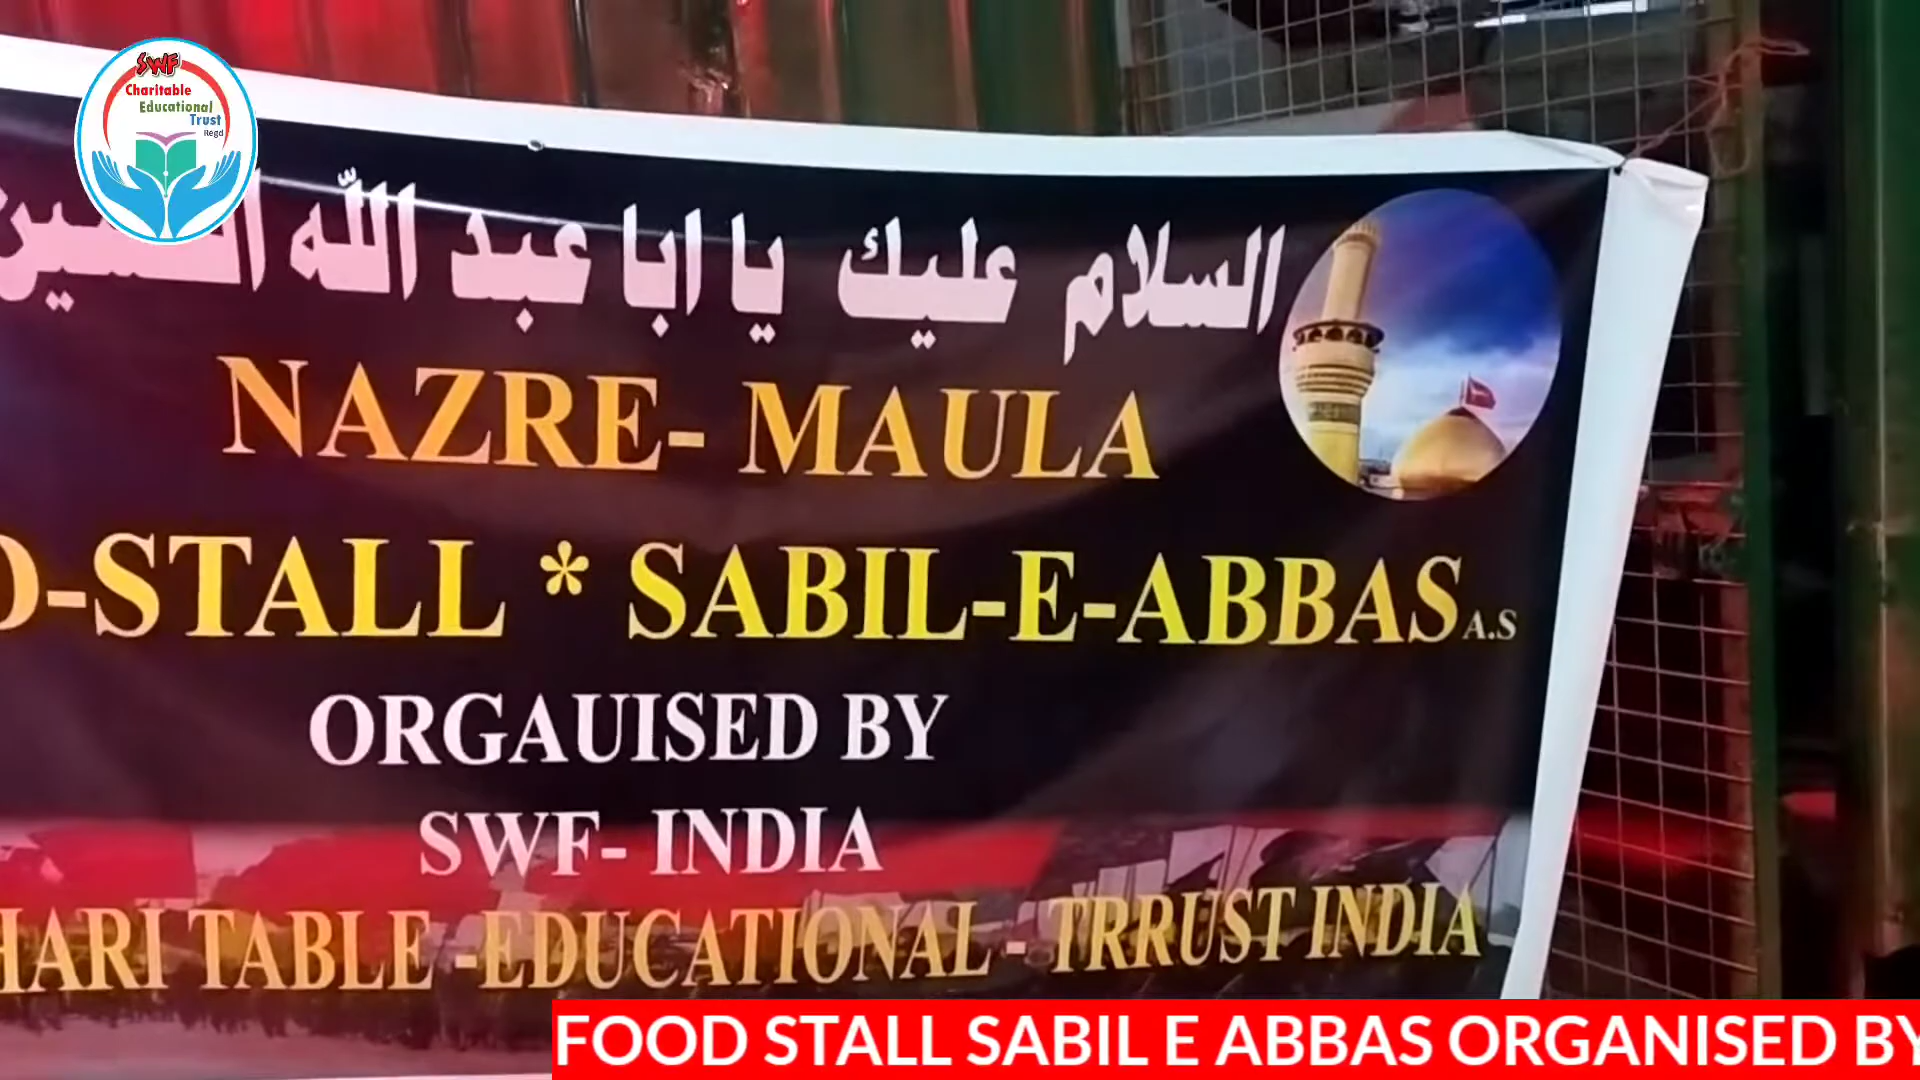 SWF
Charitable
Educational
Trust
Regd
السلام عليك يا ابا عبد الله
NAZRE- MAULA
-STALL * SABIL-E-ABBAS A.S
ORGAUISED BY
SWF- INDIA
HARI TABLE -EDUCATIONAL - TRRUST INDIA
FOOD STALL SABIL E ABBAS ORGANISED BY